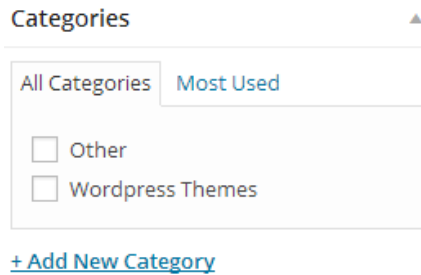 Categories
All Categories Most Used
Other
Wordpress Themes
+ Add New Category